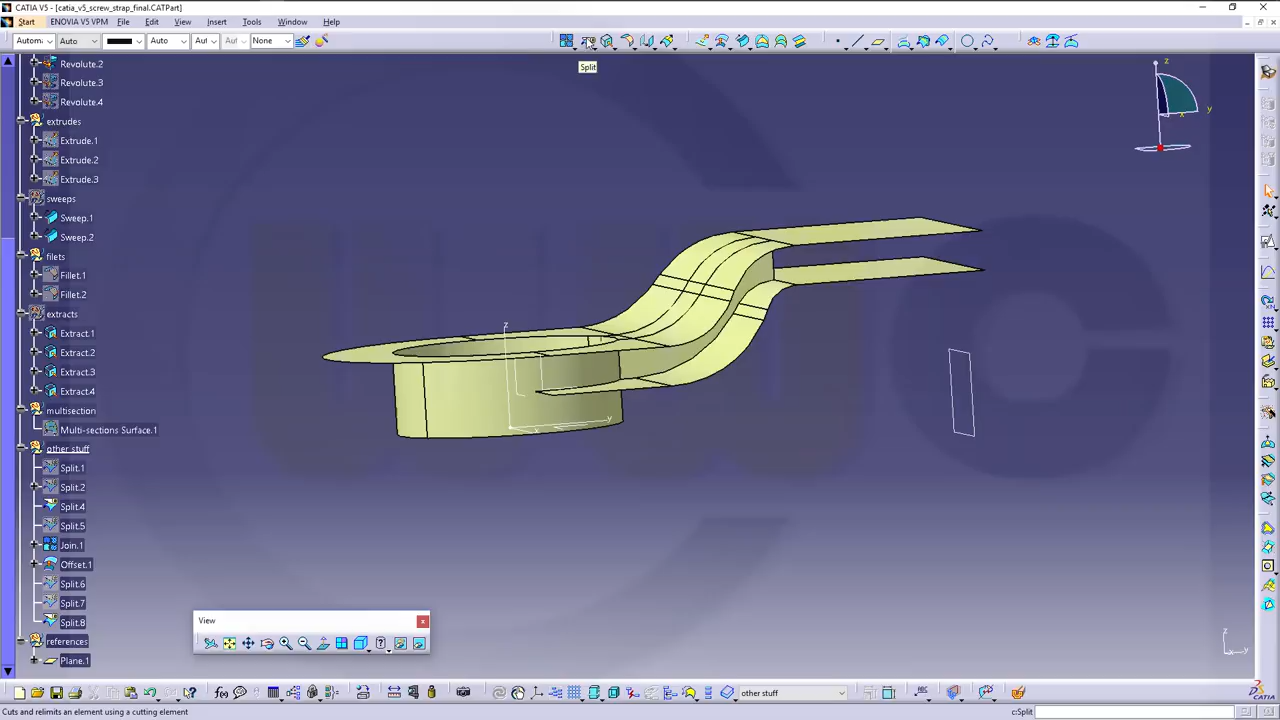 CATIA V5 - [catia_v5_screw_strap_final.CATPart]
Start ENOVIA V5 VPM File Edit View Insert Tools Window Help
Autom: Auto Auto Aut Aut None
Split
Revolute.2
Revolute.3
Revolute.4
extrudes
Extrude.1
Extrude.2
Extrude.3
sweeps
Sweep.1
Sweep.2
filets
Fillet.1
Fillet.2
extracts
Extract.1
Extract.2
Extract.3
Extract.4
multisection
Multi-sections Surface.1
other stuff
Split.1
Split.2
Split.4
Split.5
Join.1
Offset.1
Split.6
Split.7
Split.8
references
Plane.1
z
y
x
z
y
x
View
z
x
y
other stuff
CATIA
Cuts and relimits an element using a cutting element
c:Split